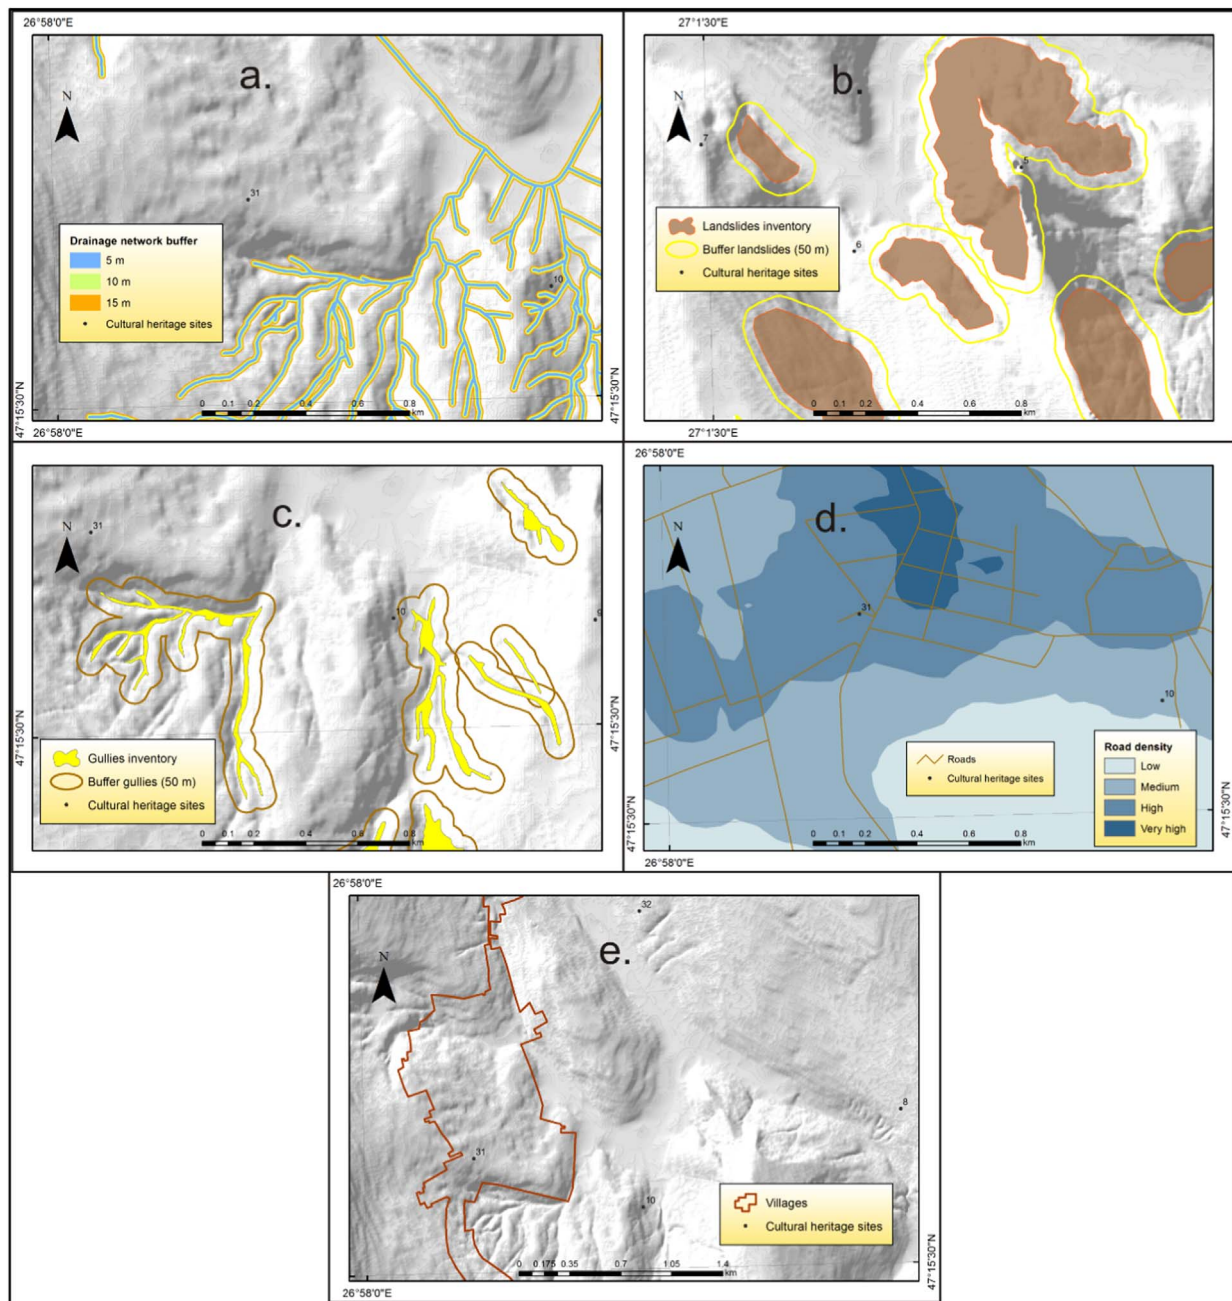 26°58'0"E
a.
N
31
10
Drainage network buffer
5 m
10 m
15 m
Cultural heritage sites
0 0.1 0.2 0.4 0.6 0.8
km
47°15'30"N
47°15'30"N
26°58'0"E
27°1'30"E
b.
N
7
5
6
Landslides inventory
Buffer landslides (50 m)
Cultural heritage sites
0 0.1 0.2 0.4 0.6 0.8
km
27°1'30"E
c.
N
31
10
9
Gullies inventory
Buffer gullies (50 m)
Cultural heritage sites
0 0.1 0.2 0.4 0.6 0.8
km
47°15'30"N
47°15'30"N
26°58'0"E
d.
N
31
10
Roads
Cultural heritage sites
Road density
Low
Medium
High
Very high
0 0.1 0.2 0.4 0.6 0.8
km
47°15'30"N
47°15'30"N
26°58'0"E
26°58'0"E
e.
N
32
8
31
10
Villages
Cultural heritage sites
0 0.175 0.35 0.7 1.05 1.4
km
47°15'30"N
26°58'0"E